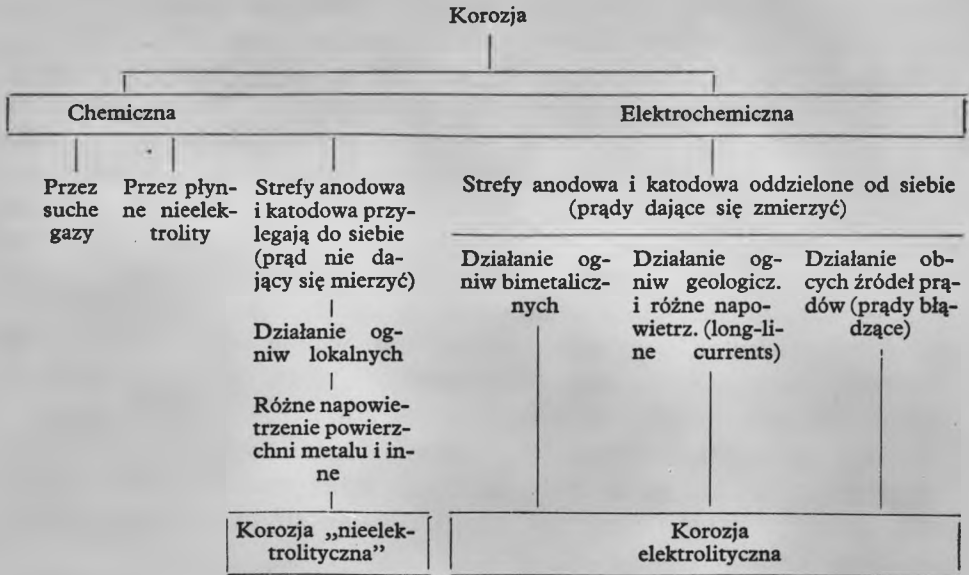 Korozja
Chemiczna
Elektrochemiczna
Przez
suche
gazy
Przez płyn-
ne nieelek-
trolity
Strefy anodowa
i katodowa przy-
legają do siebie
(prąd nie da-
jący się mierzyć)
Działanie og-
niw lokalnych
Różne napowie-
trzenie powierz-
chni metalu i in-
ne
Korozja „nieelek-
trolityczna”
Strefy anodowa i katodowa oddzielone od siebie
(prądy dające się zmierzyć)
Działanie og-
niw bimetalicz-
nych
Działanie og-
niw geologicz.
i różne napo-
wietrz. (long-li-
ne currents)
Działanie ob-
cych źródeł prą-
dów (prądy błą-
dzące)
Korozja
elektrolityczna